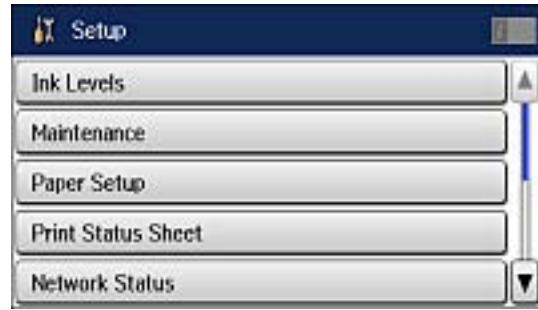 Setup
Ink Levels
Maintenance
Paper Setup
Print Status Sheet
Network Status